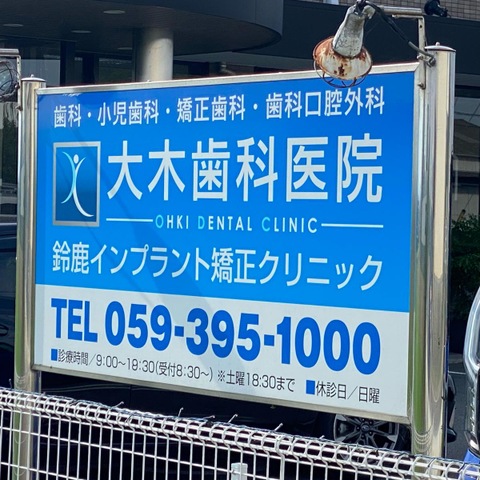 歯科・小児歯科・矯正歯科・歯科口腔外科
大木歯科医院
OHKI DENTAL CLINIC
鈴鹿インプラント矯正クリニック
TEL 059-395-1000
■診療時間/9:00〜18:30(受付8:30〜) ※土曜18:30まで ■休診日/日曜